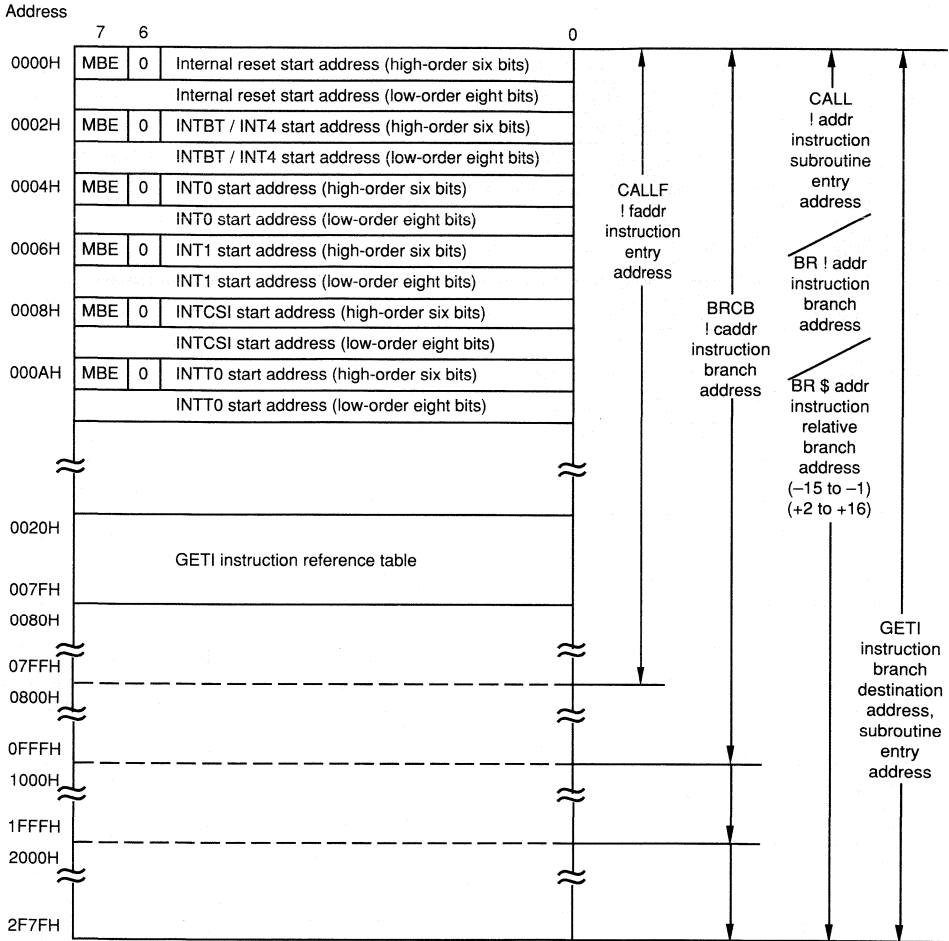 Address
7 6 0
0000H MBE 0 Internal reset start address (high-order six bits)
Internal reset start address (low-order eight bits)
0002H MBE 0 INTBT / INT4 start address (high-order six bits)
INTBT / INT4 start address (low-order eight bits)
0004H MBE 0 INT0 start address (high-order six bits)
INT0 start address (low-order eight bits)
0006H MBE 0 INT1 start address (high-order six bits)
INT1 start address (low-order eight bits)
0008H MBE 0 INTCSI start address (high-order six bits)
INTCSI start address (low-order eight bits)
000AH MBE 0 INTT0 start address (high-order six bits)
INTT0 start address (low-order eight bits)
0020H
GETI instruction reference table
007FH
0080H
07FFH
0800H
0FFFH
1000H
1FFFH
2000H
2F7FH
CALLF
! faddr
instruction
entry
address
BRCB
! caddr
instruction
branch
address
CALL
! addr
instruction
subroutine
entry
address
BR ! addr
instruction
branch
address
BR $ addr
instruction
relative
branch
address
(–15 to –1)
(+2 to +16)
GETI
instruction
branch
destination
address,
subroutine
entry
address